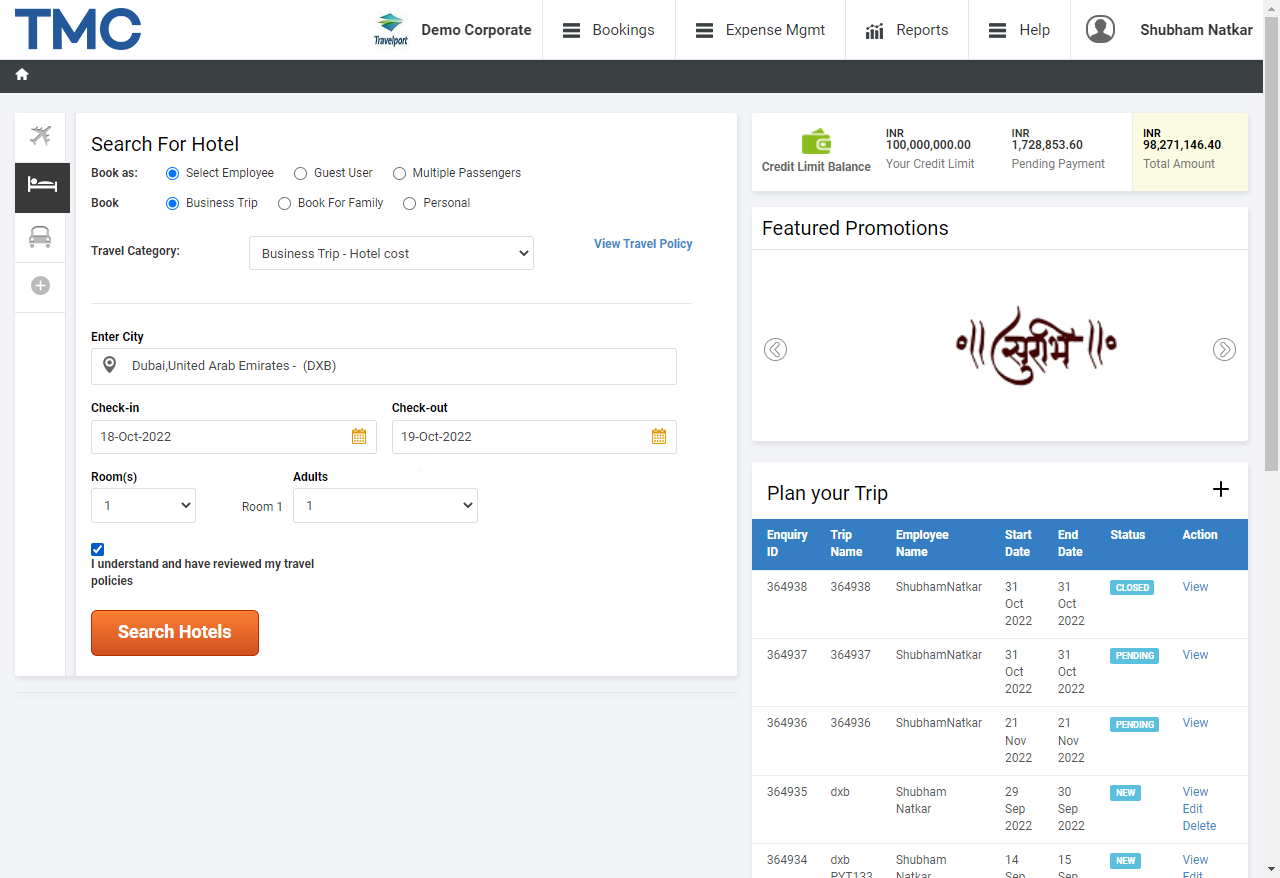 TMC
Travelport
Demo Corporate
Bookings
Expense Mgmt
Reports
Help
Shubham Natkar
Search For Hotel
Book as:
Select Employee
Guest User
Multiple Passengers
Book
Business Trip
Book For Family
Personal
Travel Category:
Business Trip - Hotel cost
View Travel Policy
Enter City
Dubai,United Arab Emirates - (DXB)
Check-in
Check-out
18-Oct-2022
19-Oct-2022
Room(s)
Adults
1
Room 1
1
I understand and have reviewed my travel
policies
Search Hotels
Credit Limit Balance
INR
100,000,000.00
Your Credit Limit
INR
1,728,853.60
Pending Payment
INR
98,271,146.40
Total Amount
Featured Promotions
॰॥सुरभि॥॰
Plan your Trip
Enquiry ID Trip Name Employee Name Start Date End Date Status Action
364938 364938 ShubhamNatkar 31 Oct 2022 31 Oct 2022 CLOSED View
364937 364937 ShubhamNatkar 31 Oct 2022 31 Oct 2022 PENDING View
364936 364936 ShubhamNatkar 21 Nov 2022 21 Nov 2022 PENDING View
364935 dxb Shubham Natkar 29 Sep 2022 30 Sep 2022 NEW View Edit Delete
364934 dxb PYT133 Shubham Natkar 14 Sep 15 Sep NEW View Edit